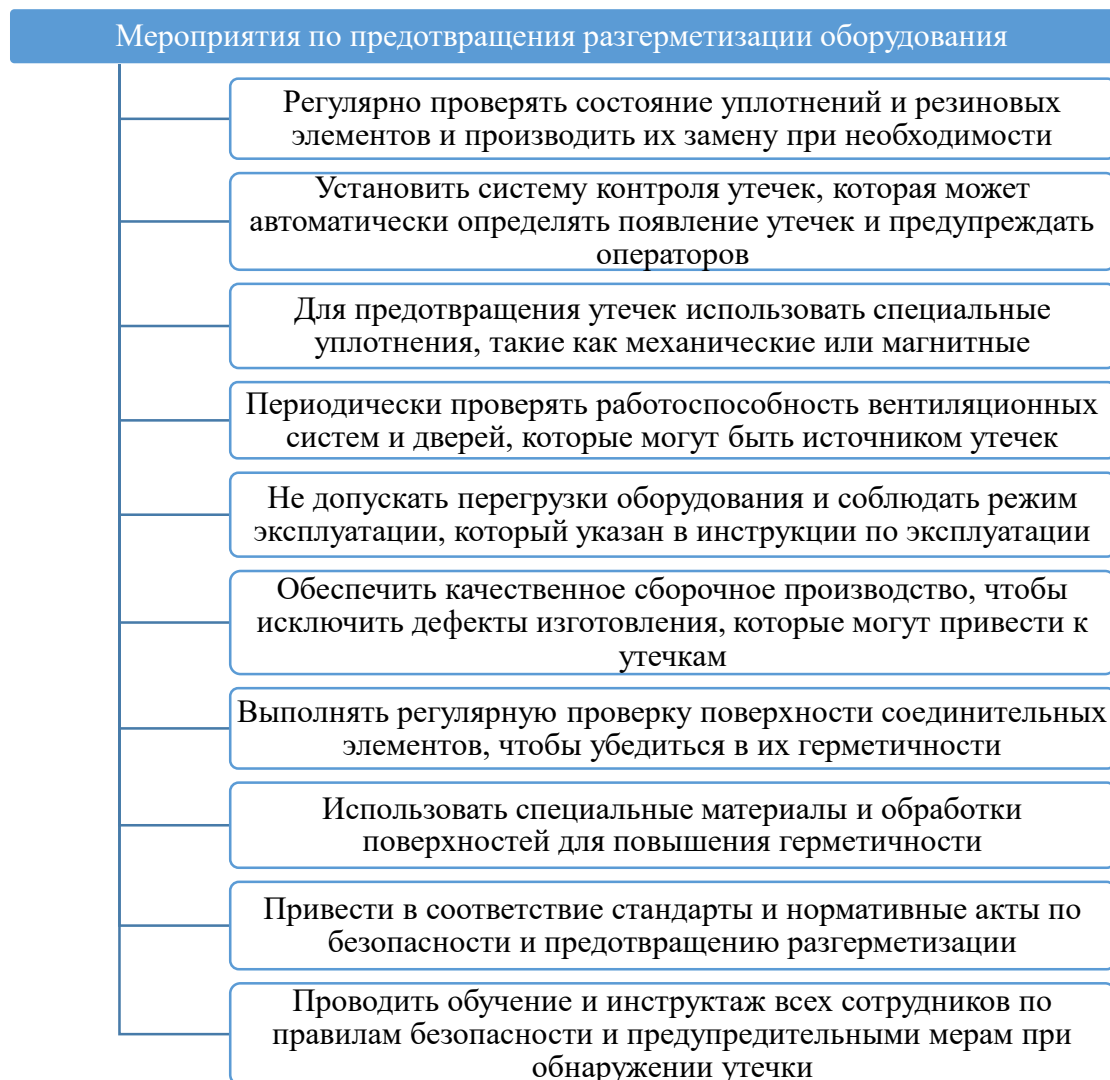 Мероприятия по предотвращения разгерметизации оборудования
Регулярно проверять состояние уплотнений и резиновых
элементов и производить их замену при необходимости
Установить систему контроля утечек, которая может
автоматически определять появление утечек и предупреждать
операторов
Для предотвращения утечек использовать специальные
уплотнения, такие как механические или магнитные
Периодически проверять работоспособность вентиляционных
систем и дверей, которые могут быть источником утечек
Не допускать перегрузки оборудования и соблюдать режим
эксплуатации, который указан в инструкции по эксплуатации
Обеспечить качественное сборочное производство, чтобы
исключить дефекты изготовления, которые могут привести к
утечкам
Выполнять регулярную проверку поверхности соединительных
элементов, чтобы убедиться в их герметичности
Использовать специальные материалы и обработки
поверхностей для повышения герметичности
Привести в соответствие стандарты и нормативные акты по
безопасности и предотвращению разгерметизации
Проводить обучение и инструктаж всех сотрудников по
правилам безопасности и предупредительными мерам при
обнаружении утечки